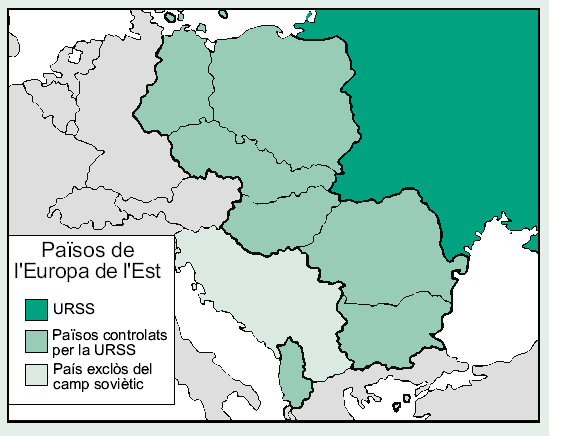 Països de
l'Europa de l'Est
URSS
Països controlats
per la URSS
País exclòs del
camp soviètic